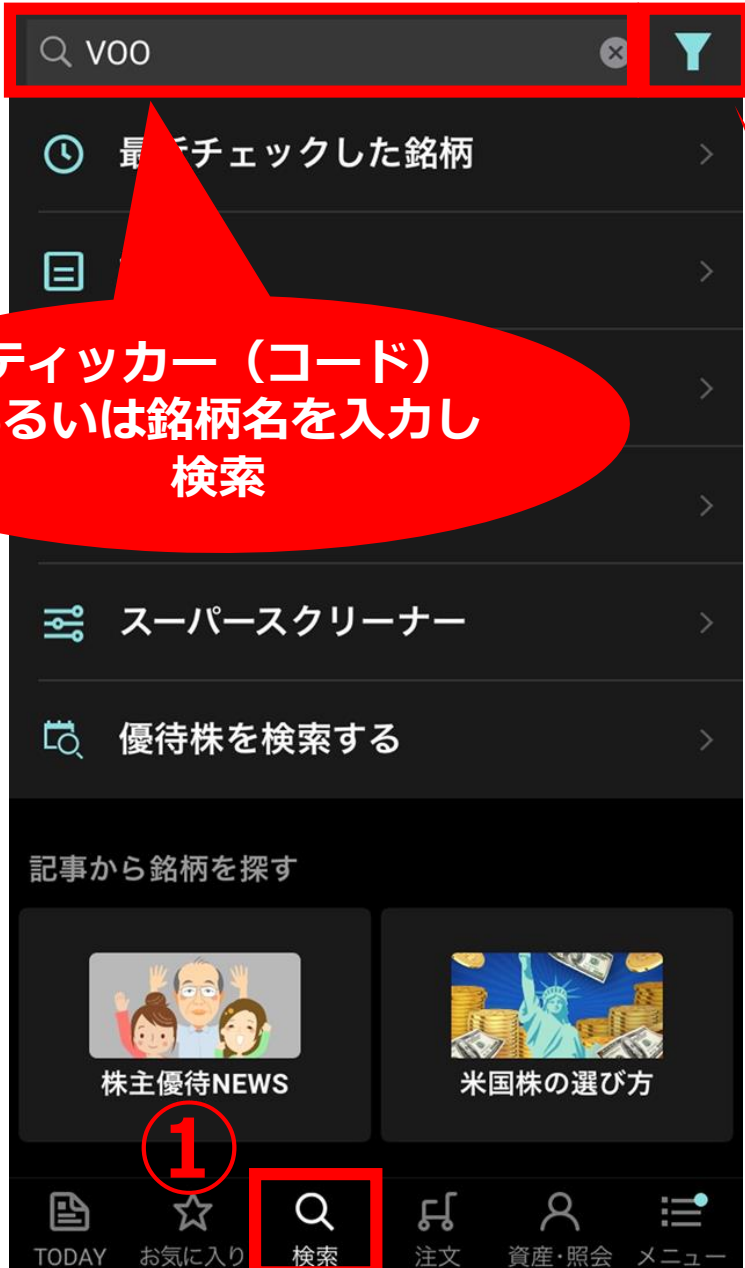 VOO
最近チェックした銘柄
ティッカー（コード）
るいは銘柄名を入力し
検索
スーパースクリーナー
優待株を検索する
記事から銘柄を探す
株主優待NEWS
米国株の選び方
①
TODAY
お気に入り
検索
注文
資産・照会
メニュー